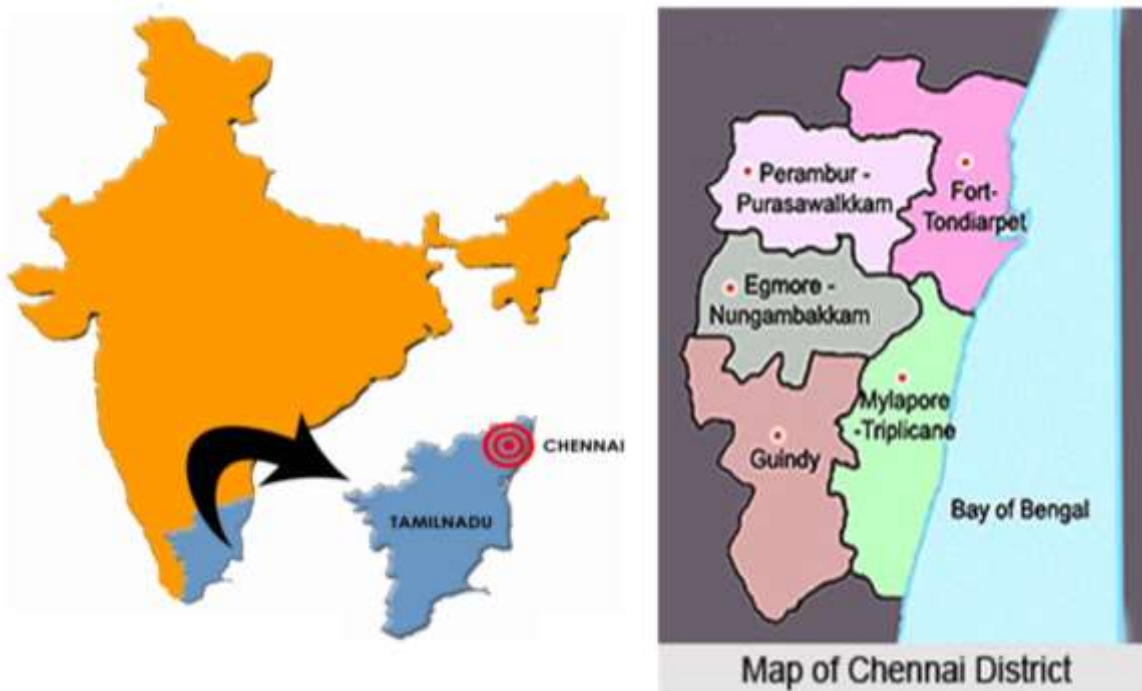 CHENNAI
TAMILNADU
Perambur -
Purasawalkkam
Fort-
Tondiarpet
Egmore -
Nungambakkam
Mylapore
-Triplicane
Guindy
Bay of Bengal
Map of Chennai District